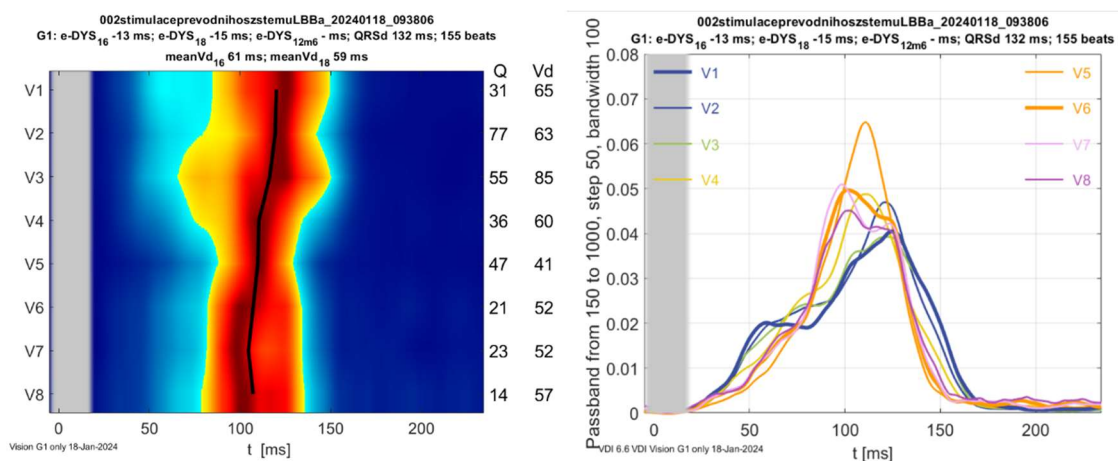 002stimulaceprevodnihoszstemuLBBa_20240118_093806
G1: e-DYS16 -13 ms; e-DYS18 -15 ms; e-DYS12m6 - ms; QRSd 132 ms; 155 beats
meanVd16 61 ms; meanVd18 59 ms
Q Vd
V1 31 65
V2 77 63
V3 55 85
V4 36 60
V5 47 41
V6 21 52
V7 23 52
V8 14 57
0 50 100 150 200
t [ms]
Vision G1 only 18-Jan-2024
002stimulaceprevodnihoszstemuLBBa_20240118_093806
G1: e-DYS16 -13 ms; e-DYS18 -15 ms; e-DYS12m6 - ms; QRSd 132 ms; 155 beats
Passband from 150 to 1000, step 50, bandwidth 100
0.08
0.07
0.06
0.05
0.04
0.03
0.02
0.01
0
V1 V5
V2 V6
V3 V7
V4 V8
0 50 100 150 200
t [ms]
VDI 6.6 VDI Vision G1 only 18-Jan-2024